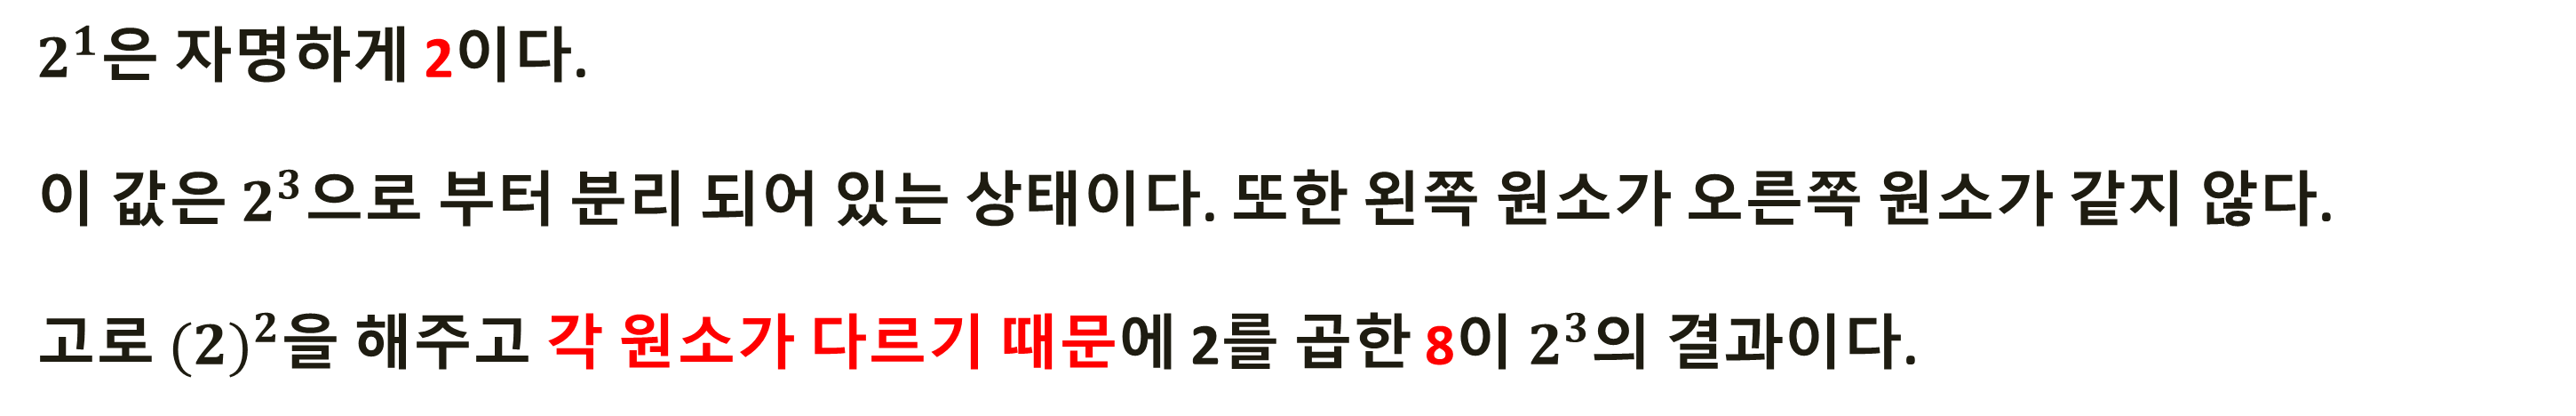 2¹은 자명하게 2이다.
이 값은 2³으로 부터 분리 되어 있는 상태이다. 또한 왼쪽 원소가 오른쪽 원소가 같지 않다.
고로 (2)²을 해주고 각 원소가 다르기 때문에 2를 곱한 8이 2³의 결과이다.